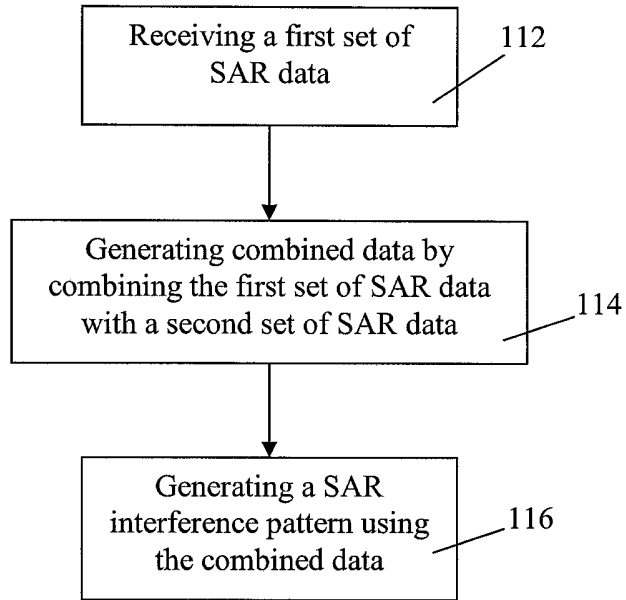 Receiving a first set of
SAR data
112
Generating combined data by
combining the first set of SAR data
with a second set of SAR data
114
Generating a SAR
interference pattern using
the combined data
116